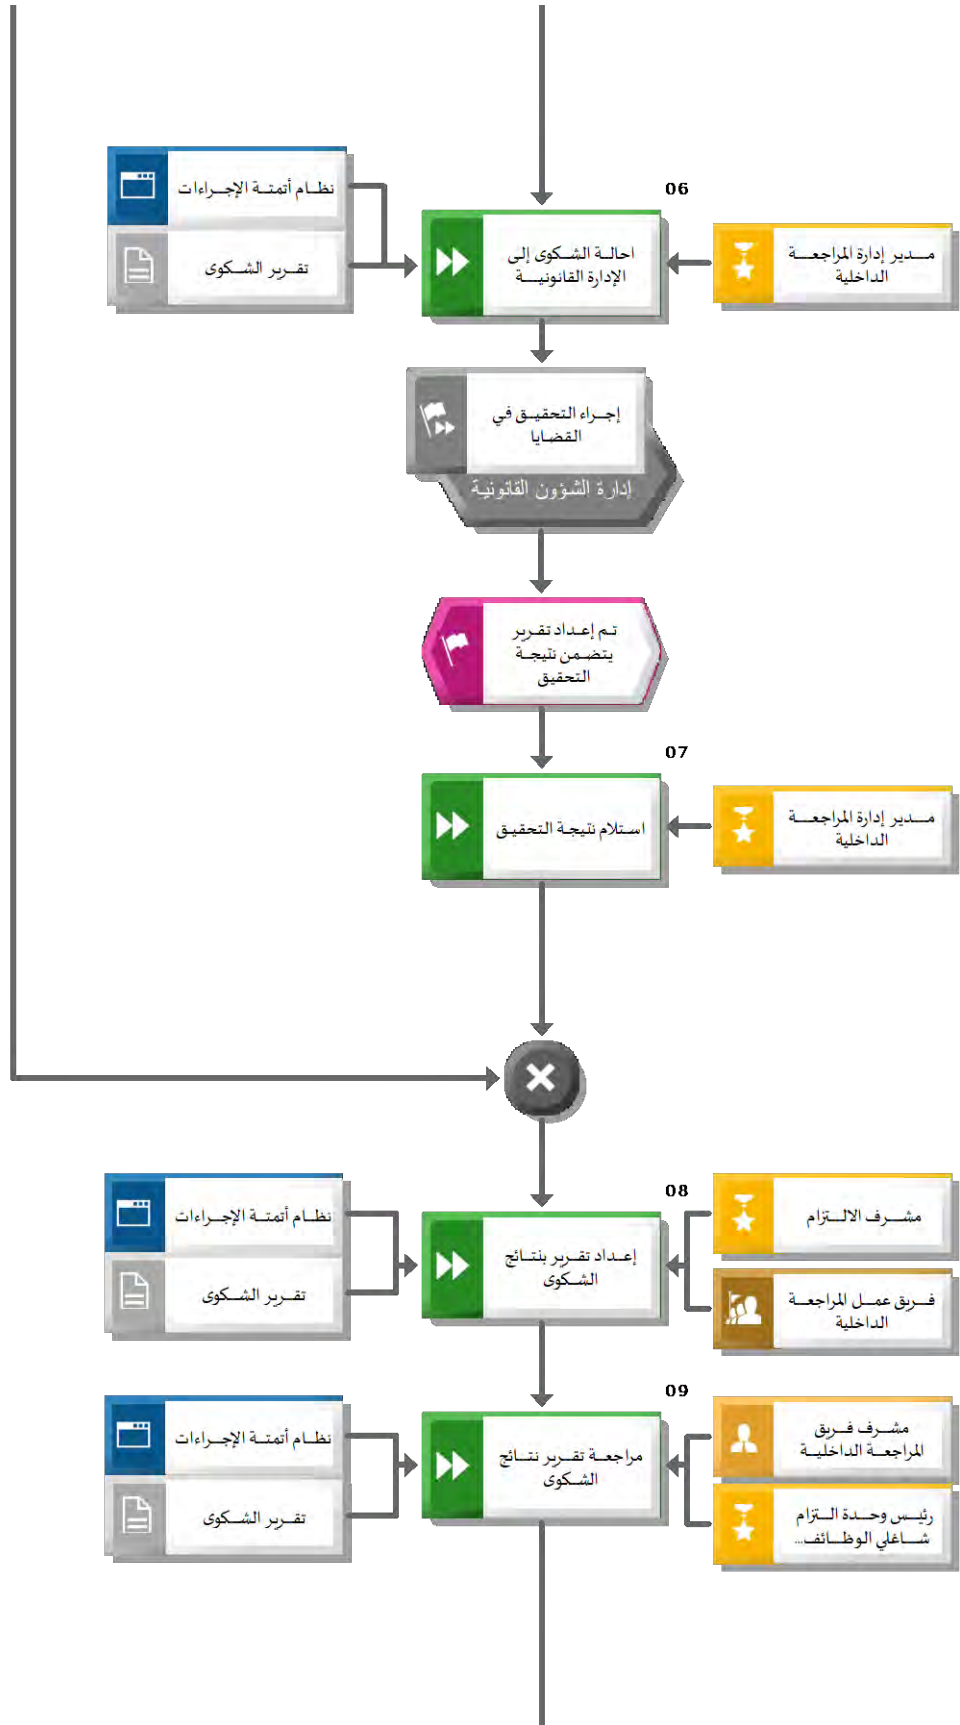 06
نظام أتمتة الإجراءات
تقرير الشكوى
احالة الشكوى إلى
الإدارة القانونية
مدير إدارة المراجعة
الداخلية
إجراء التحقيق في
القضايا
إدارة الشؤون القانونية
تم إعداد تقرير
يتضمن نتيجة
التحقيق
07
استلام نتيجة التحقيق
مدير إدارة المراجعة
الداخلية
08
مشرف الالتزام
فريق عمل المراجعة
الداخلية
إعداد تقرير بنتائج
الشكوى
نظام أتمتة الإجراءات
تقرير الشكوى
09
مشرف فريق
المراجعة الداخلية
رئيس وحدة التزام
شاغلي الوظائف...
مراجعة تقرير نتائج
الشكوى
نظام أتمتة الإجراءات
تقرير الشكوى